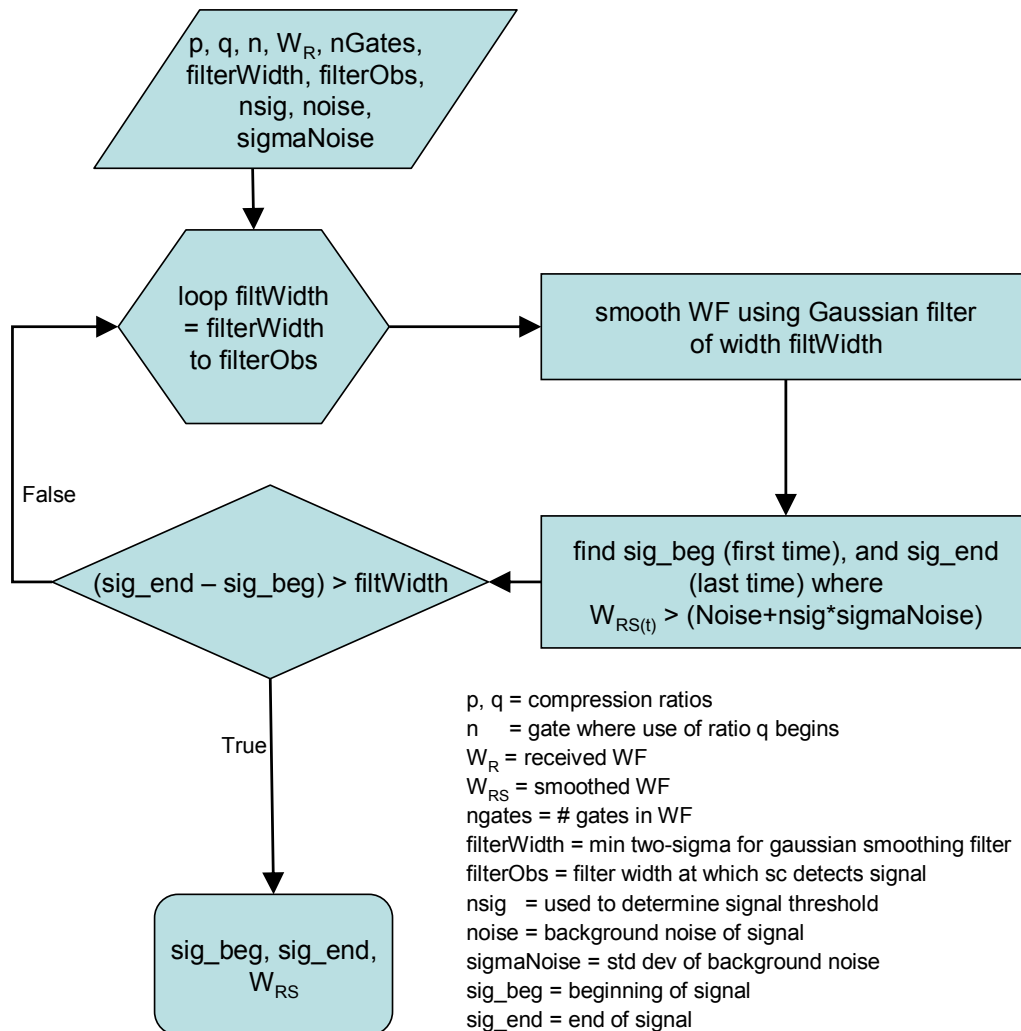 p, q, n, W_R, nGates,
filterWidth, filterObs,
nsig, noise,
sigmaNoise
loop filtWidth
= filterWidth
to filterObs
smooth WF using Gaussian filter
of width filtWidth
find sig_beg (first time), and sig_end
(last time) where
W_RS(t) > (Noise+nsig*sigmaNoise)
(sig_end – sig_beg) > filtWidth
False
True
sig_beg, sig_end,
W_RS
p, q = compression ratios
n = gate where use of ratio q begins
W_R = received WF
W_RS = smoothed WF
ngates = # gates in WF
filterWidth = min two-sigma for gaussian smoothing filter
filterObs = filter width at which sc detects signal
nsig = used to determine signal threshold
noise = background noise of signal
sigmaNoise = std dev of background noise
sig_beg = beginning of signal
sig_end = end of signal